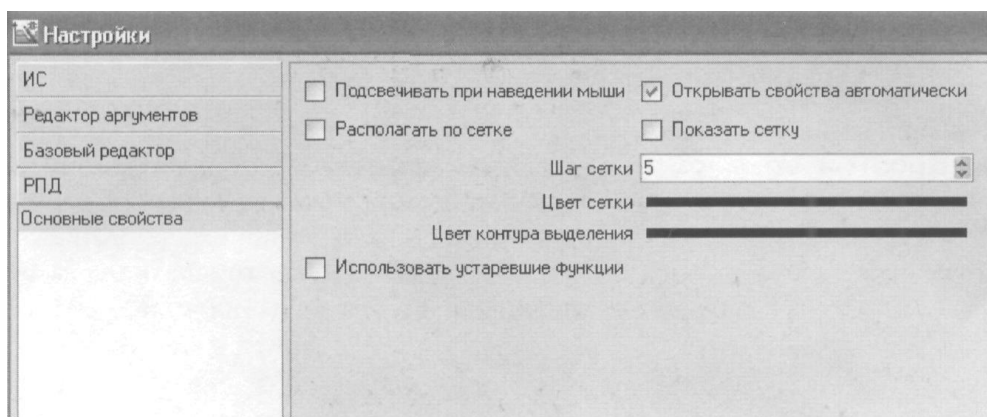 Настройки
ИС
Редактор аргументов
Базовый редактор
РПД
Основные свойства
Подсвечивать при наведении мыши Открывать свойства автоматически
Располагать по сетке Показать сетку
Шаг сетки 5
Цвет сетки
Цвет контура выделения
Использовать устаревшие функции